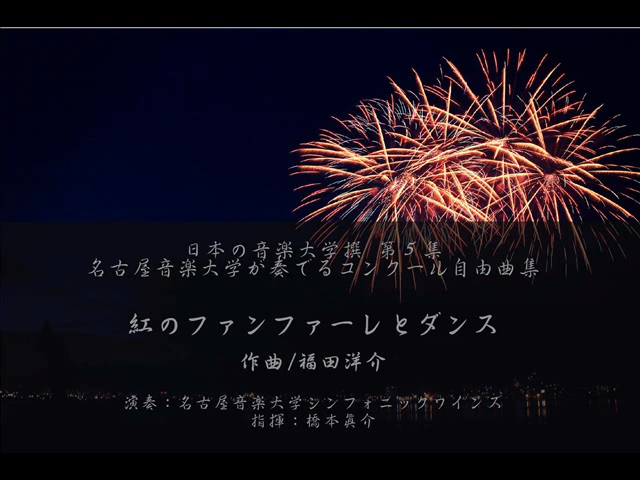 日本の音楽大学撰 第5集
名古屋音楽大学が奏でるコンクール自由曲集
紅のファンファーレとダンス
作曲/福田洋介
演奏：名古屋音楽大学シンフォニックウインズ
指揮：橋本眞介